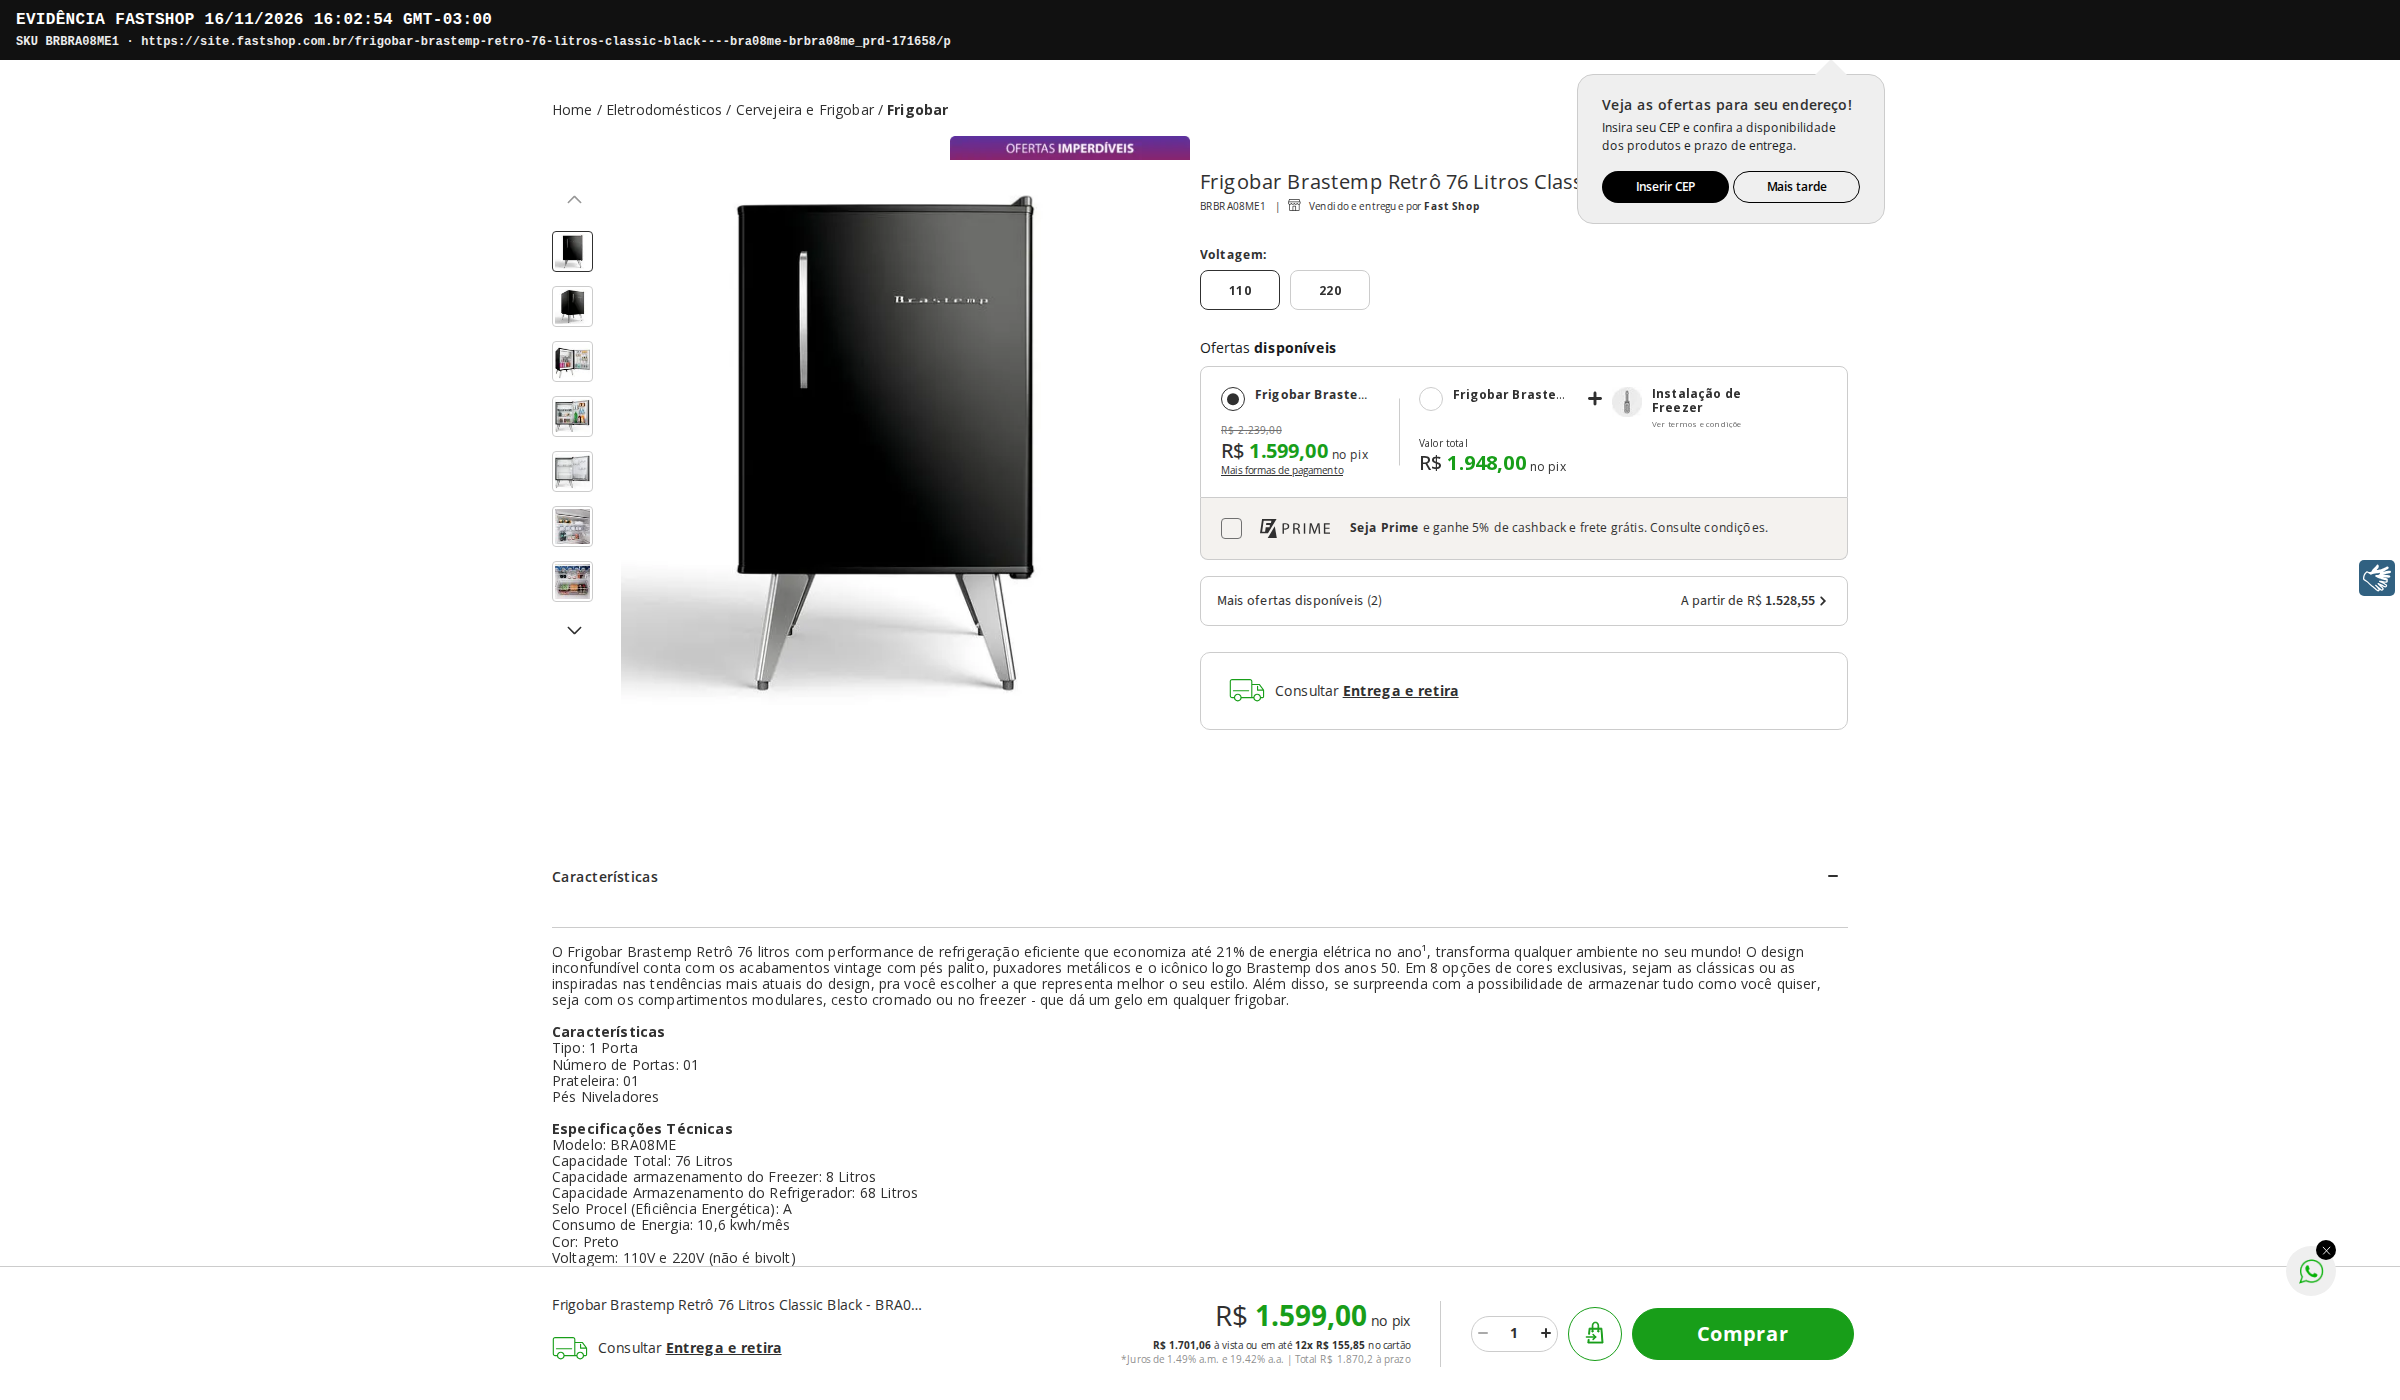 EVIDÊNCIA FASTSHOP 16/11/2026 16:02:54 GMT-03:00
SKU BRBRA08ME1 · https://site.fastshop.com.br/frigobar-brastemp-retro-76-litros-classic-black----bra08me-brbra08me_prd-171658/p
Veja as ofertas para seu endereço!
Insira seu CEP e confira a disponibilidade
dos produtos e prazo de entrega.
Inserir CEP
Mais tarde
Home / Eletrodomésticos / Cervejeira e Frigobar / Frigobar
OFERTAS IMPERDÍVEIS
Brastemp
Frigobar Brastemp Retrô 76 Litros Class
BRBRA08ME1 | Vendido e entregue por Fast Shop
Voltagem:
110
220
Ofertas disponíveis
Frigobar Braste...
R$ 2.239,00
R$ 1.599,00 no pix
Mais formas de pagamento
Frigobar Braste...
Valor total
R$ 1.948,00 no pix
+
Instalação de
Freezer
Ver termos e condiçõe
PRIME
Seja Prime e ganhe 5% de cashback e frete grátis. Consulte condições.
Mais ofertas disponíveis (2)
A partir de R$ 1.528,55
Consultar Entrega e retira
Características
O Frigobar Brastemp Retrô 76 litros com performance de refrigeração eficiente que economiza até 21% de energia elétrica no ano¹, transforma qualquer ambiente no seu mundo! O design
inconfundível conta com os acabamentos vintage com pés palito, puxadores metálicos e o icônico logo Brastemp dos anos 50. Em 8 opções de cores exclusivas, sejam as clássicas ou as
inspiradas nas tendências mais atuais do design, pra você escolher a que representa melhor o seu estilo. Além disso, se surpreenda com a possibilidade de armazenar tudo como você quiser,
seja com os compartimentos modulares, cesto cromado ou no freezer - que dá um gelo em qualquer frigobar.
Características
Tipo: 1 Porta
Número de Portas: 01
Prateleira: 01
Pés Niveladores
Especificações Técnicas
Modelo: BRA08ME
Capacidade Total: 76 Litros
Capacidade armazenamento do Freezer: 8 Litros
Capacidade Armazenamento do Refrigerador: 68 Litros
Selo Procel (Eficiência Energética): A
Consumo de Energia: 10,6 kwh/mês
Cor: Preto
Voltagem: 110V e 220V (não é bivolt)
Frigobar Brastemp Retrô 76 Litros Classic Black - BRA0...
Consultar Entrega e retira
R$ 1.599,00 no pix
R$ 1.701,06 à vista ou em até 12x R$ 155,85 no cartão
*Juros de 1.49% a.m. e 19.42% a.a. | Total R$ 1.870,2 à prazo
1
Comprar